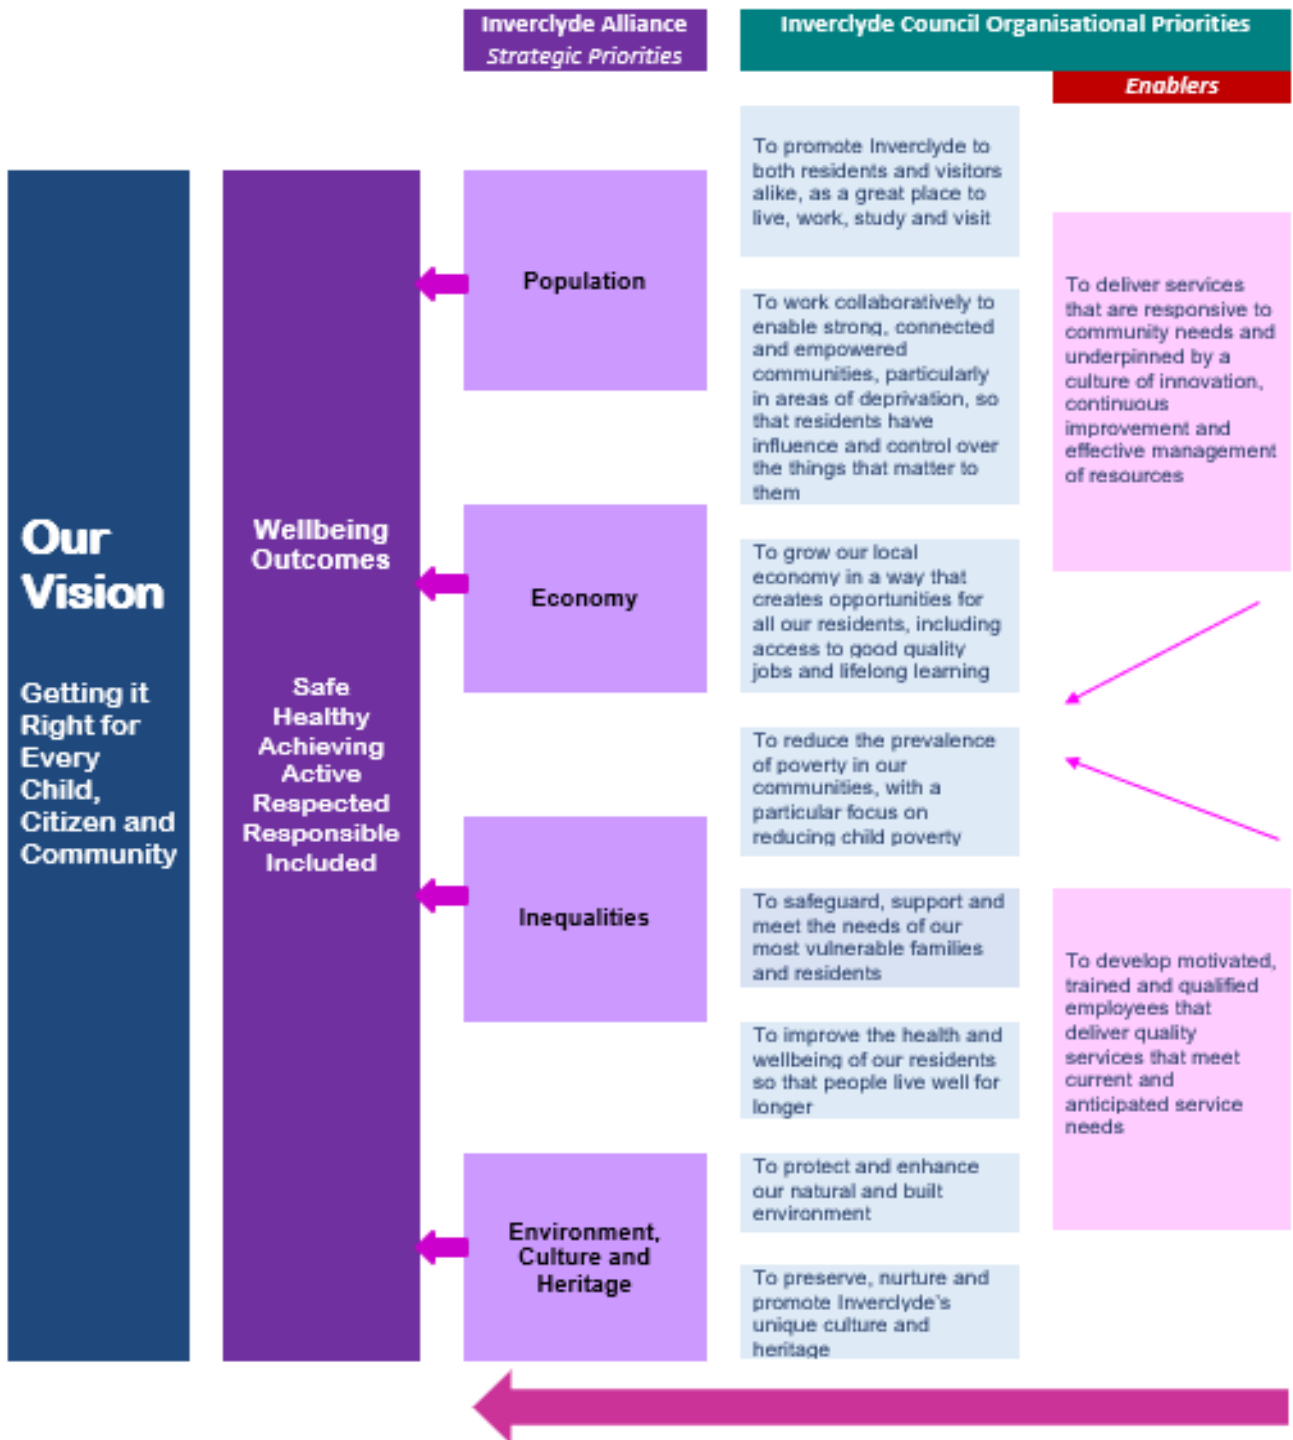 Inverclyde Alliance
Strategic Priorities
Inverclyde Council Organisational Priorities
Enablers
Our
Vision
Getting it
Right for
Every
Child,
Citizen and
Community
Wellbeing
Outcomes
Safe
Healthy
Achieving
Active
Respected
Responsible
Included
Population
Economy
Inequalities
Environment,
Culture and
Heritage
To promote Inverclyde to
both residents and visitors
alike, as a great place to
live, work, study and visit
To work collaboratively to
enable strong, connected
and empowered
communities, particularly
in areas of deprivation, so
that residents have
influence and control over
the things that matter to
them
To grow our local
economy in a way that
creates opportunities for
all our residents, including
access to good quality
jobs and lifelong learning
To reduce the prevalence
of poverty in our
communities, with a
particular focus on
reducing child poverty
To safeguard, support and
meet the needs of our
most vulnerable families
and residents
To improve the health and
wellbeing of our residents
so that people live well for
longer
To protect and enhance
our natural and built
environment
To preserve, nurture and
promote Inverclyde's
unique culture and
heritage
To deliver services
that are responsive to
community needs and
underpinned by a
culture of innovation,
continuous
improvement and
effective management
of resources
To develop motivated,
trained and qualified
employees that
deliver quality
services that meet
current and
anticipated service
needs